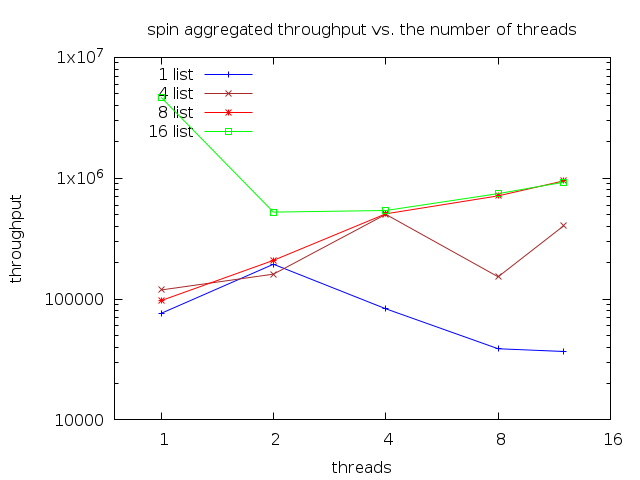 spin aggregated throughput vs. the number of threads
1x10^7
1x10^6
100000
10000
throughput
1 list
4 list
8 list
16 list
1 2 4 8 16
threads